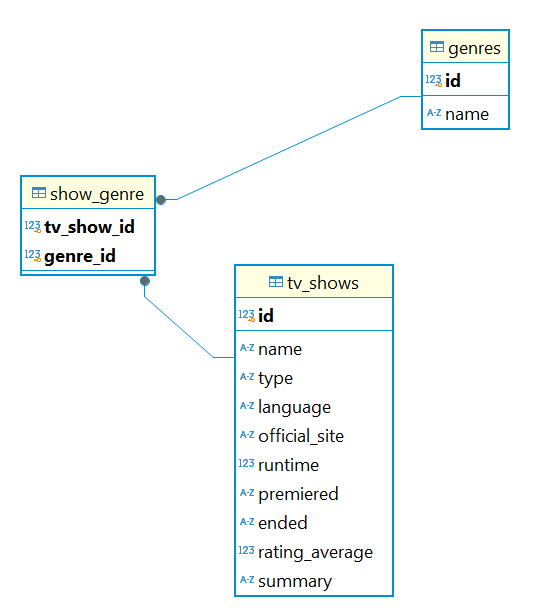 genres
123 id
A-Z name
show_genre
123 tv_show_id
123 genre_id
tv_shows
123 id
A-Z name
A-Z type
A-Z language
A-Z official_site
123 runtime
A-Z premiered
A-Z ended
123 rating_average
A-Z summary